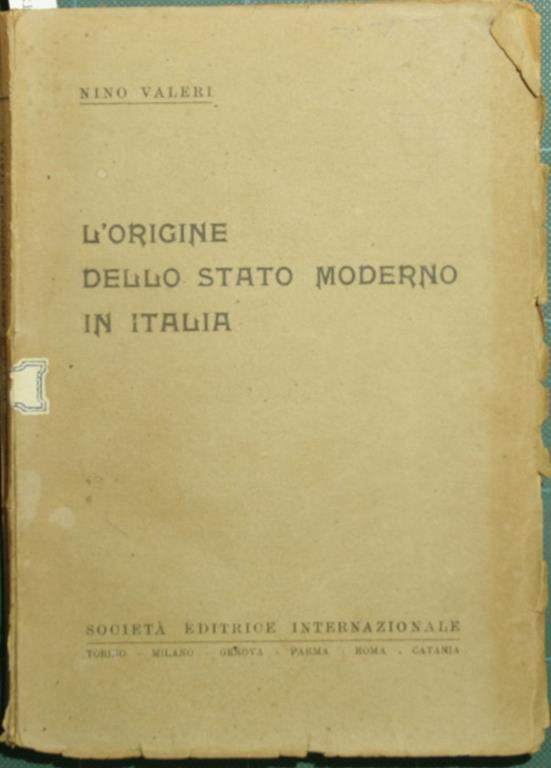 NINO VALERI
L'ORIGINE
DELLO STATO MODERNO
IN ITALIA
SOCIETÀ EDITRICE INTERNAZIONALE
TORINO - MILANO - GENOVA - PARMA - ROMA - CATANIA